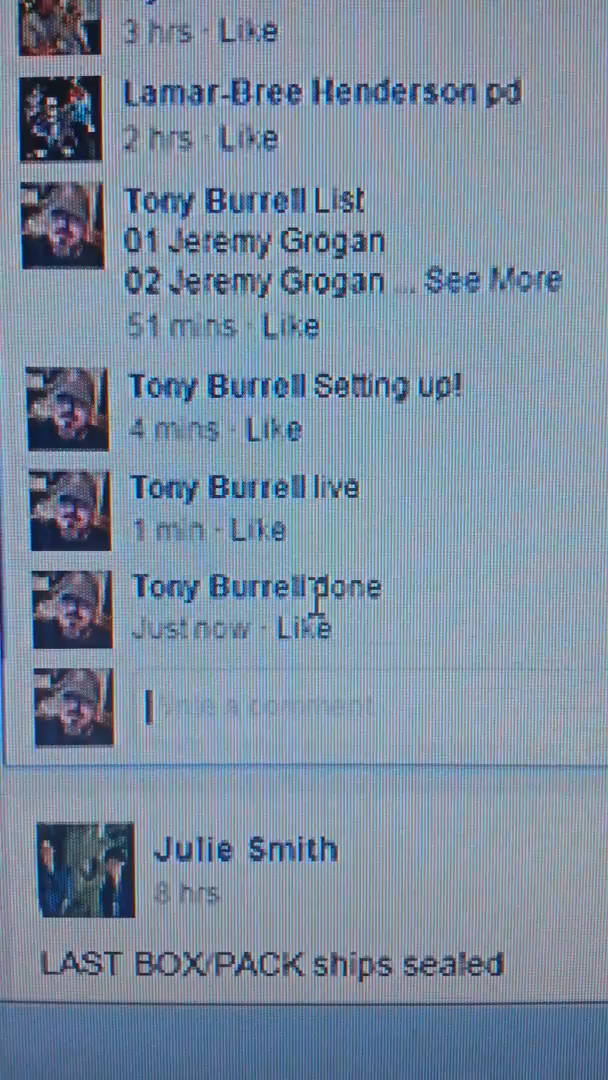 3 hrs · Like
Lamar-Bree Henderson pd
2 hrs · Like
Tony Burrell List
01 Jeremy Grogan
02 Jeremy Grogan ... See More
51 mins · Like
Tony Burrell Setting up!
4 mins · Like
Tony Burrell live
1 min · Like
Tony Burrell done
Just now · Like
Write a comment
Julie Smith
8 hrs
LAST BOX/PACK ships sealed